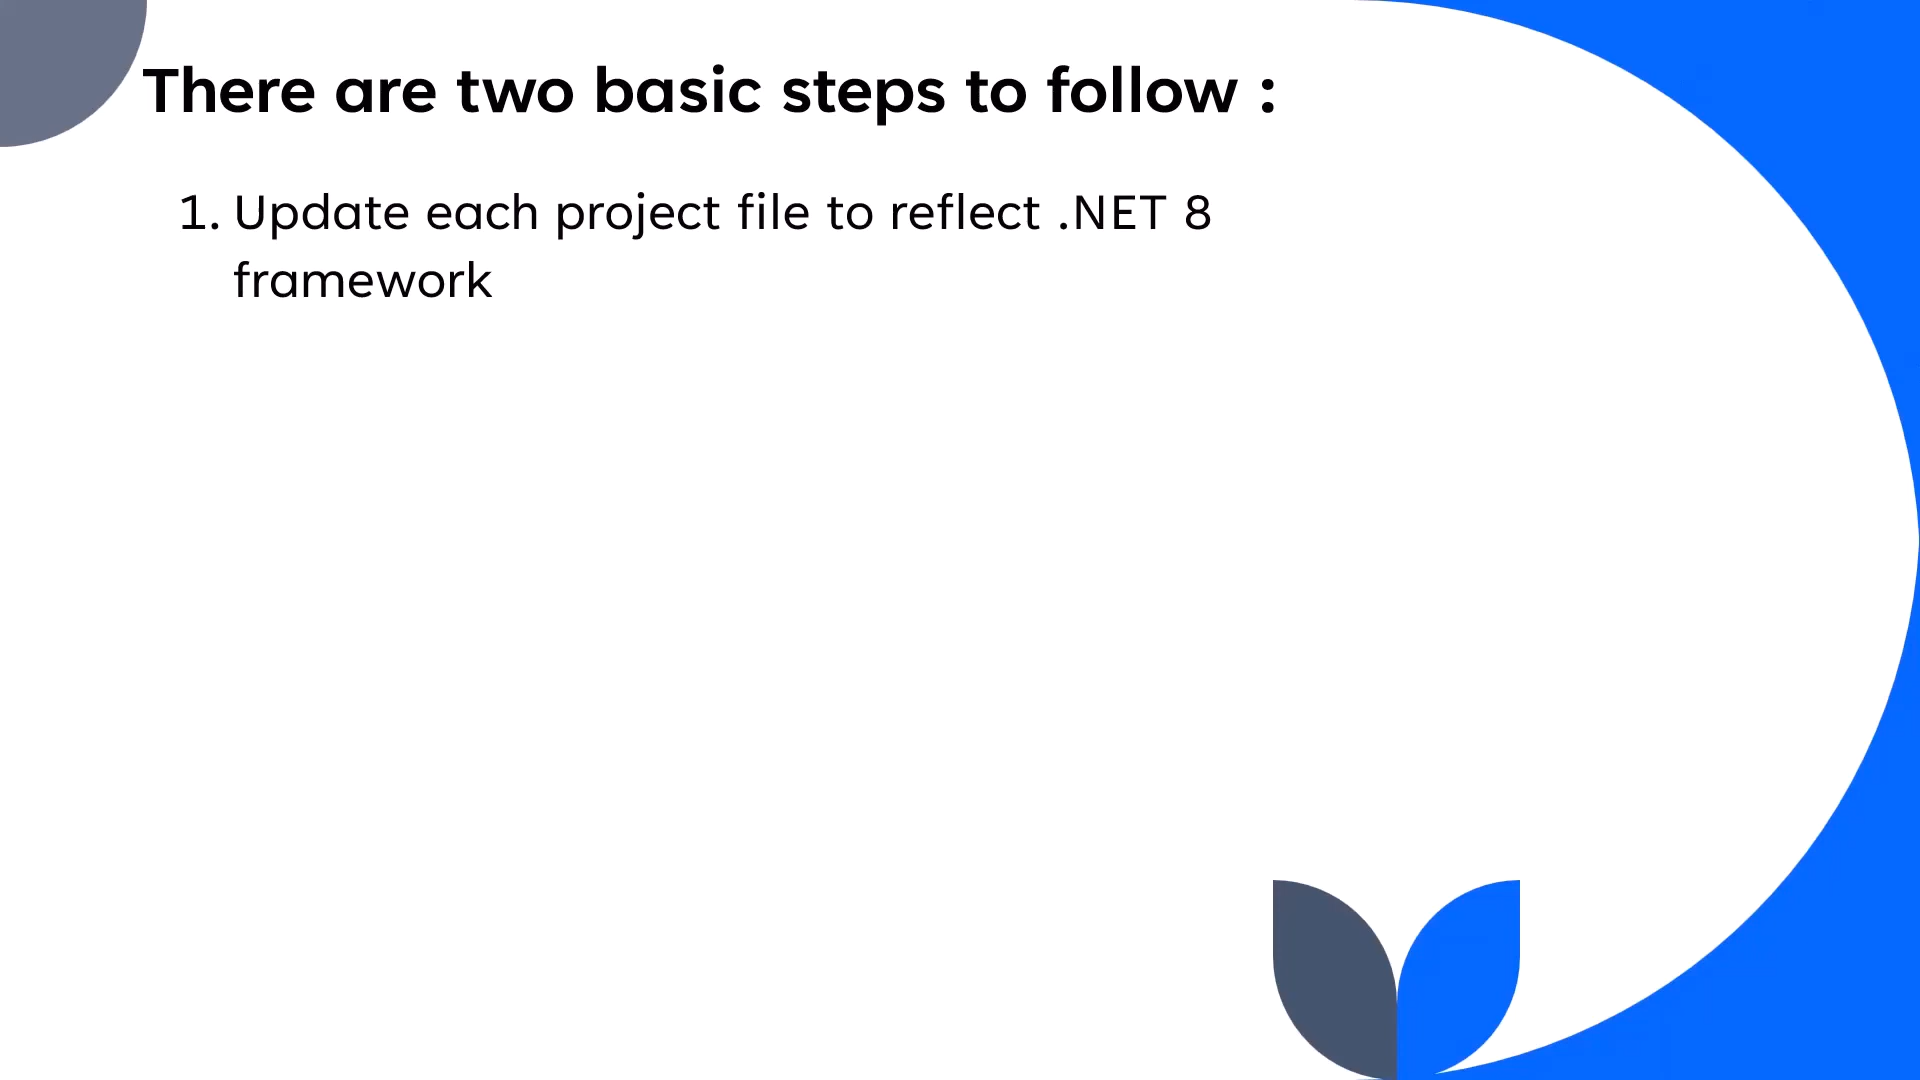 There are two basic steps to follow :
1. Update each project file to reflect .NET 8
framework